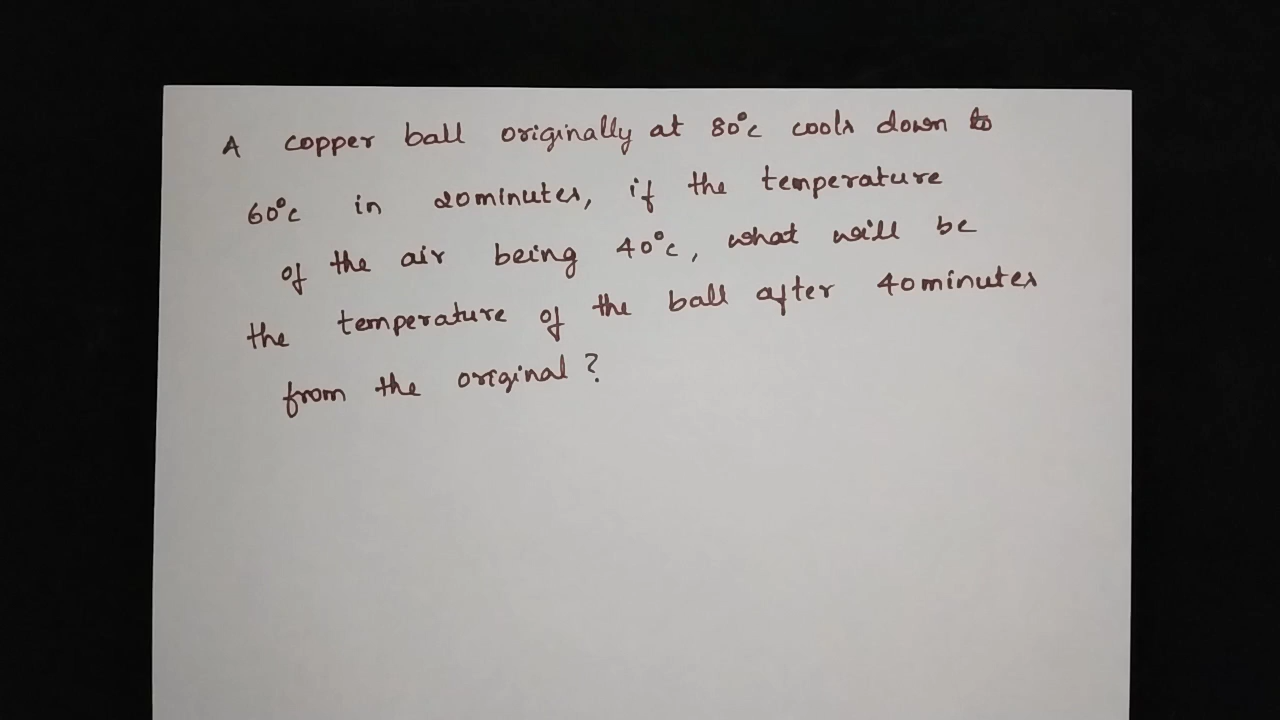 A copper ball originally at 80°c cools down to
60°c in 20minutes, if the temperature
of the air being 40°c, what will be
the temperature of the ball after 40minutes
from the original?